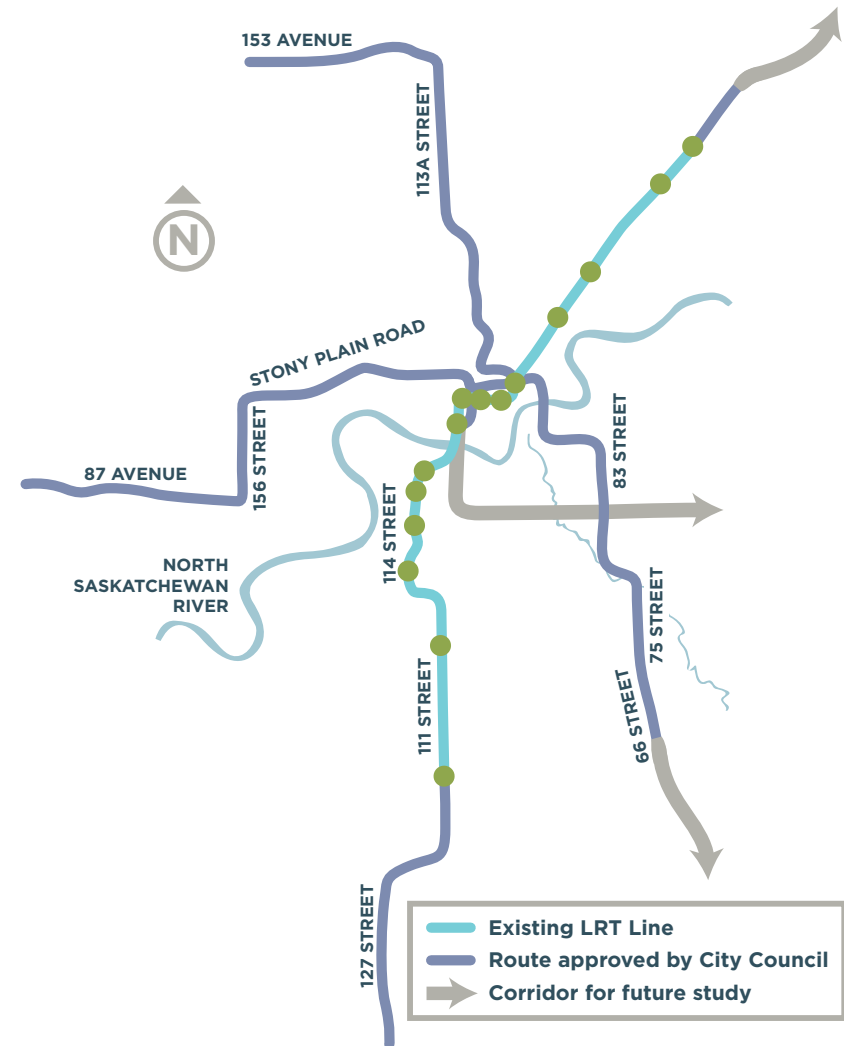 153 AVENUE
113A STREET
N
STONY PLAIN ROAD
156 STREET
87 AVENUE
83 STREET
114 STREET
NORTH
SASKATCHEWAN
RIVER
75 STREET
111 STREET
66 STREET
127 STREET
Existing LRT Line
Route approved by City Council
Corridor for future study